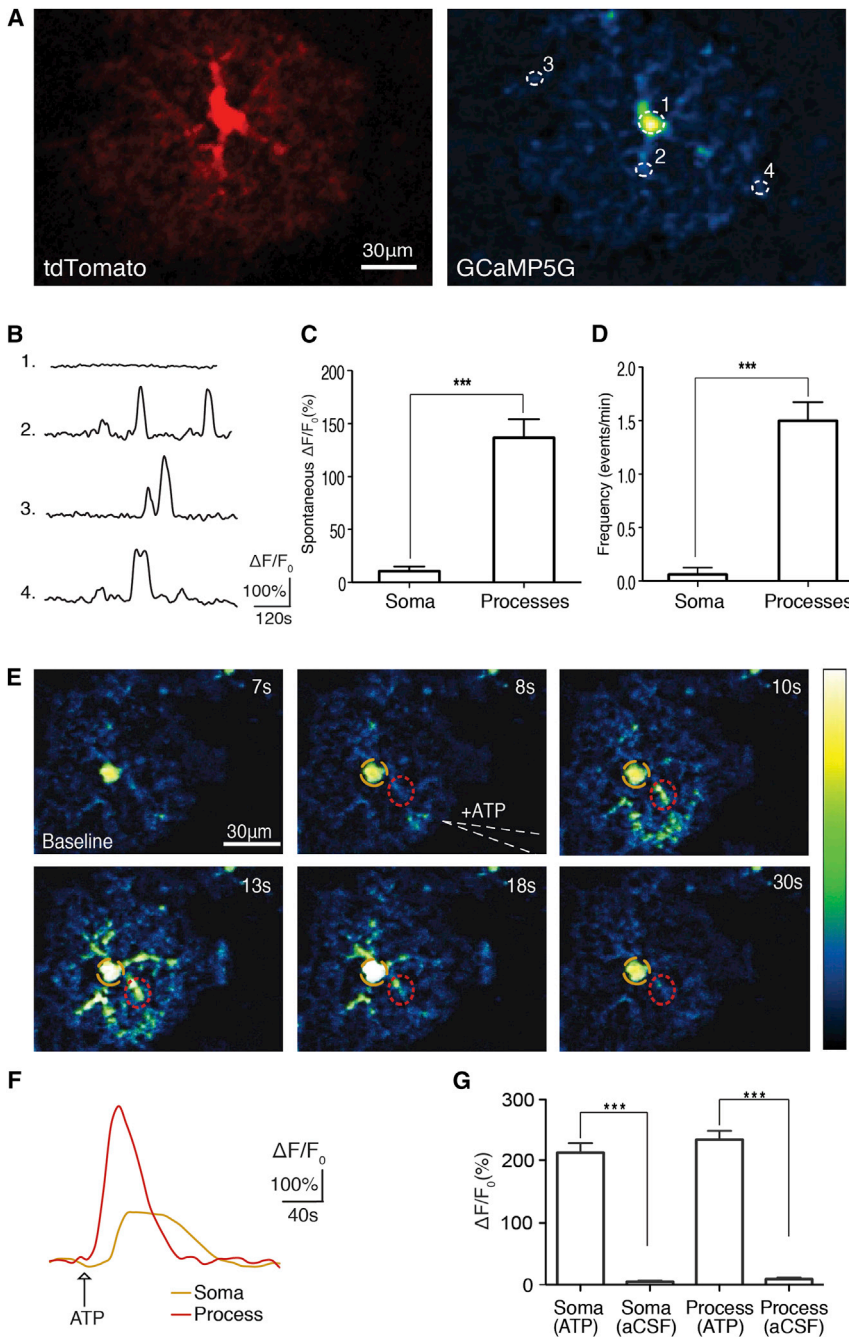 A
tdTomato
30µm
1
2
3
4
GCaMP5G
B
1.
2.
3.
4.
ΔF/F0
100%
120s
C
Spontaneous ΔF/F0(%)
200
150
100
50
0
***
Soma
Processes
D
Frequency (events/min)
2.0
1.5
1.0
0.5
0.0
***
Soma
Processes
E
7s
Baseline
30µm
8s
+ATP
10s
13s
18s
30s
F
ΔF/F0
100%
40s
ATP
Soma
Process
G
ΔF/F0(%)
300
200
100
0
***
***
Soma (ATP)
Soma (aCSF)
Process (ATP)
Process (aCSF)